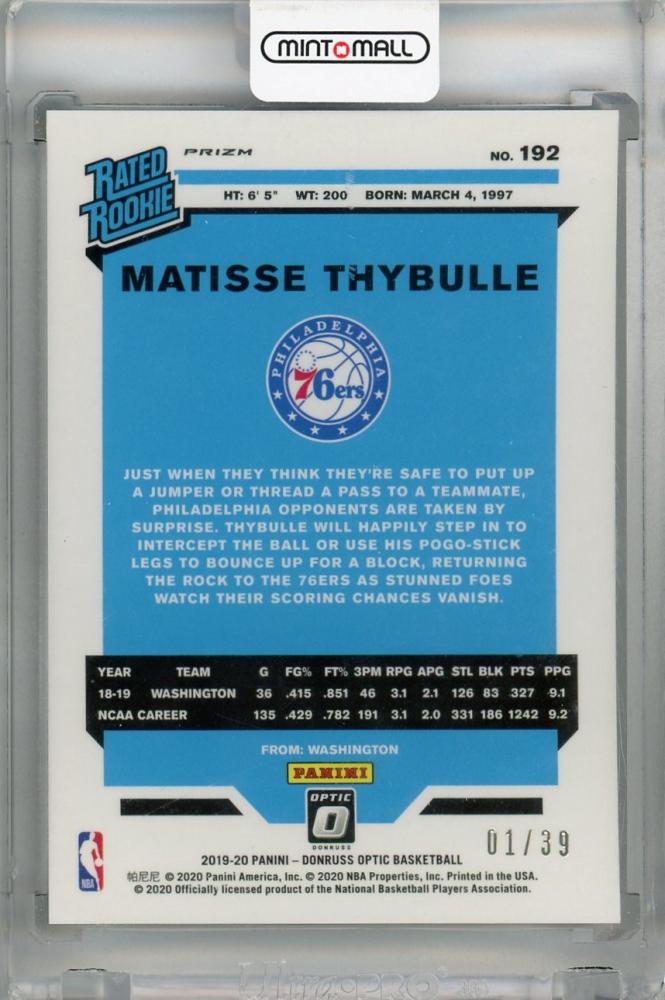 MINT MALL
RATED ROOKIE
PRIZM
NO. 192
HT: 6' 5" WT: 200 BORN: MARCH 4, 1997
MATISSE THYBULLE
PHILADELPHIA
76ers
JUST WHEN THEY THINK THEY'RE SAFE TO PUT UP
A JUMPER OR THREAD A PASS TO A TEAMMATE,
PHILADELPHIA OPPONENTS ARE TAKEN BY
SURPRISE. THYBULLE WILL HAPPILY STEP IN TO
INTERCEPT THE BALL OR USE HIS POGO-STICK
LEGS TO BOUNCE UP FOR A BLOCK, RETURNING
THE ROCK TO THE 76ERS AS STUNNED FOES
WATCH THEIR SCORING CHANCES VANISH.
YEAR TEAM G FG% FT% 3PM RPG APG STL BLK PTS PPG
18-19 WASHINGTON 36 .415 .851 46 3.1 2.1 126 83 327 9.1
NCAA CAREER 135 .429 .782 191 3.1 2.0 331 186 1242 9.2
FROM: WASHINGTON
PANINI
OPTIC
O
DONRUSS
01/39
NBA
2019-20 PANINI – DONRUSS OPTIC BASKETBALL
帕尼尼 © 2020 Panini America, Inc. © 2020 NBA Properties, Inc. Printed in the USA.
© 2020 Officially licensed product of the National Basketball Players Association.
Ultra PRO